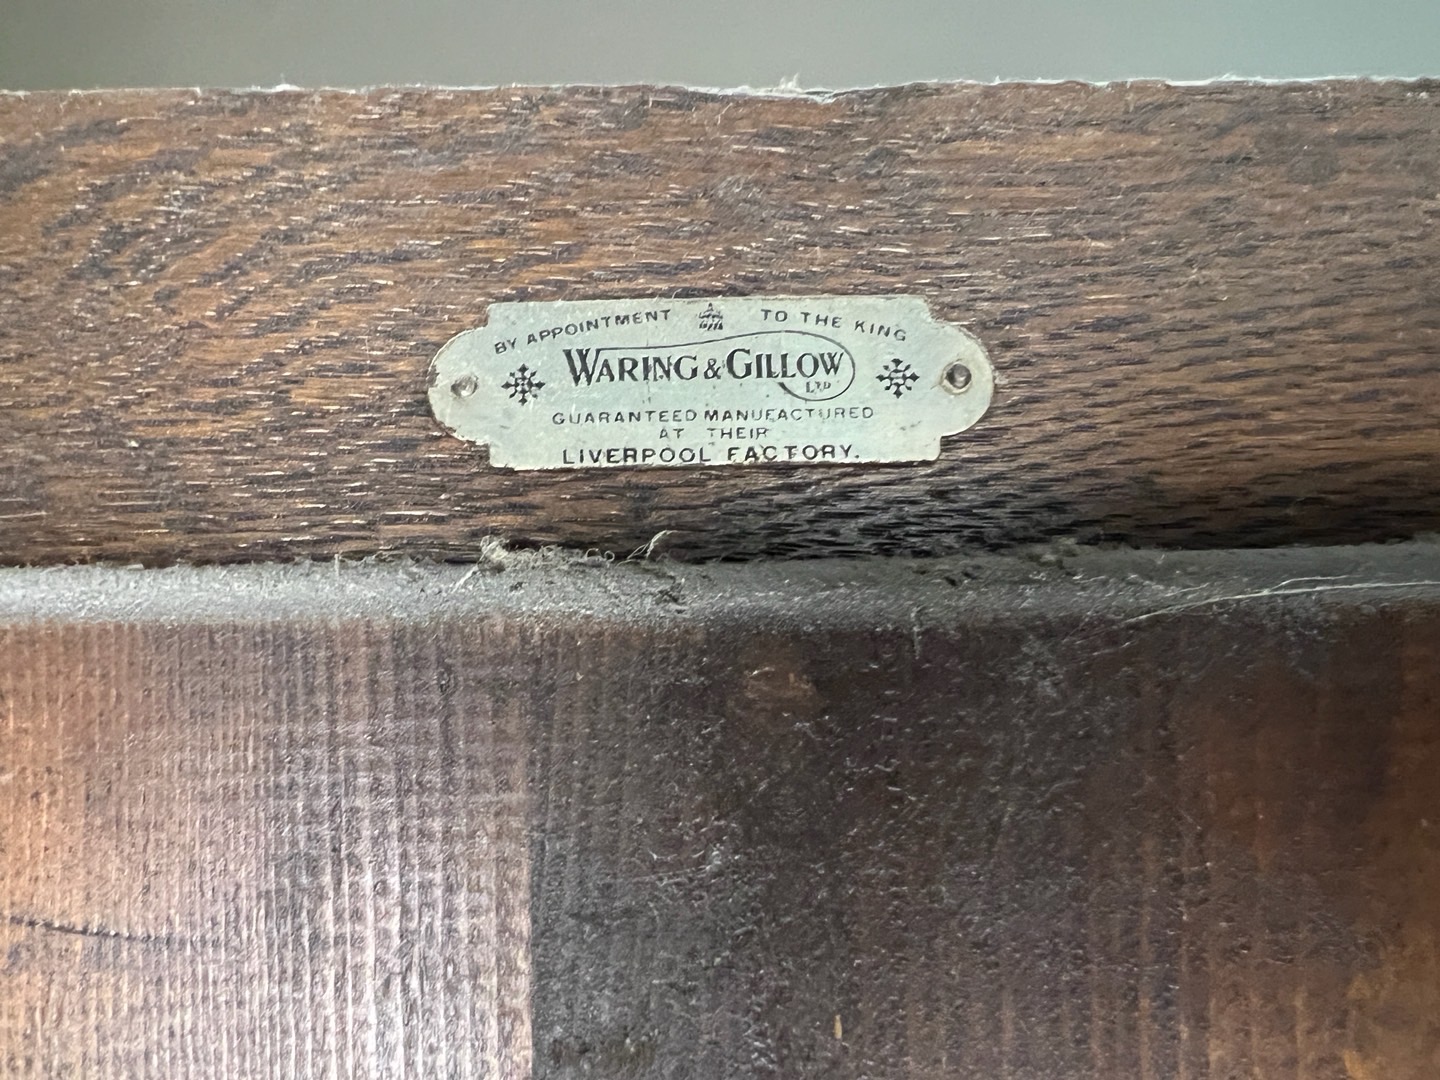 BY APPOINTMENT TO THE KING
WARING & GILLOW
LTD
GUARANTEED MANUFACTURED
AT THEIR
LIVERPOOL FACTORY.